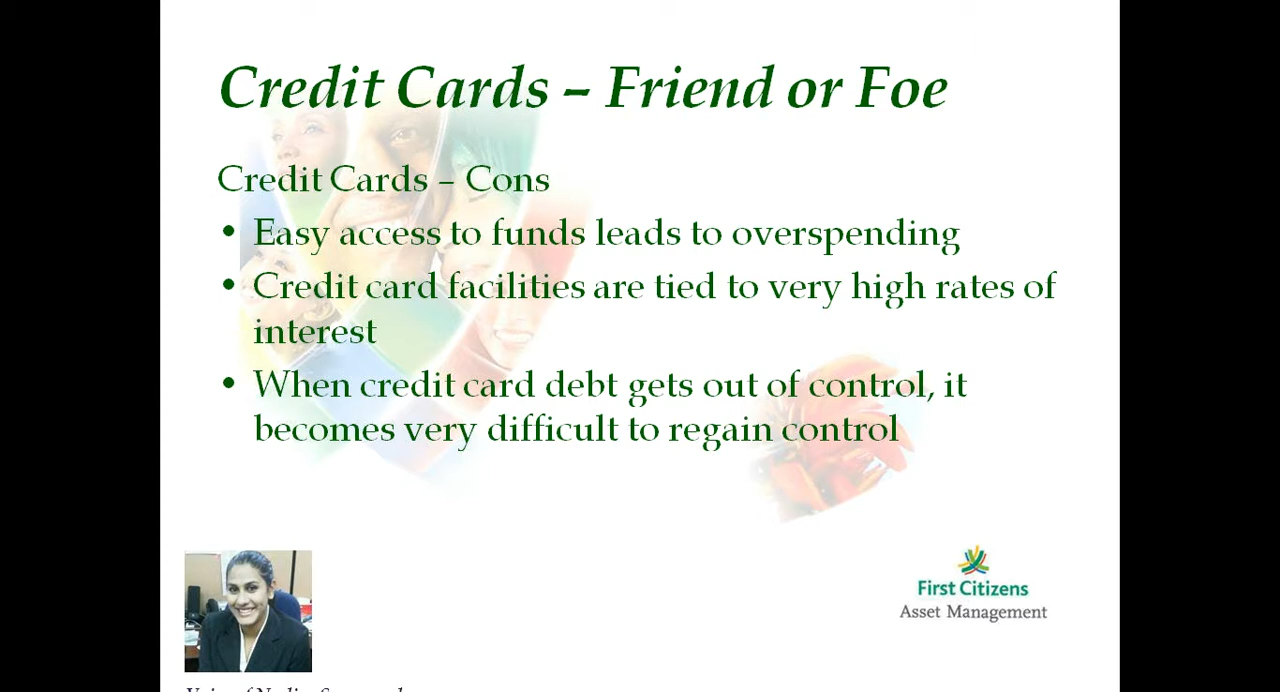 Credit Cards – Friend or Foe
Credit Cards – Cons
• Easy access to funds leads to overspending
• Credit card facilities are tied to very high rates of
interest
• When credit card debt gets out of control, it
becomes very difficult to regain control
First Citizens
Asset Management